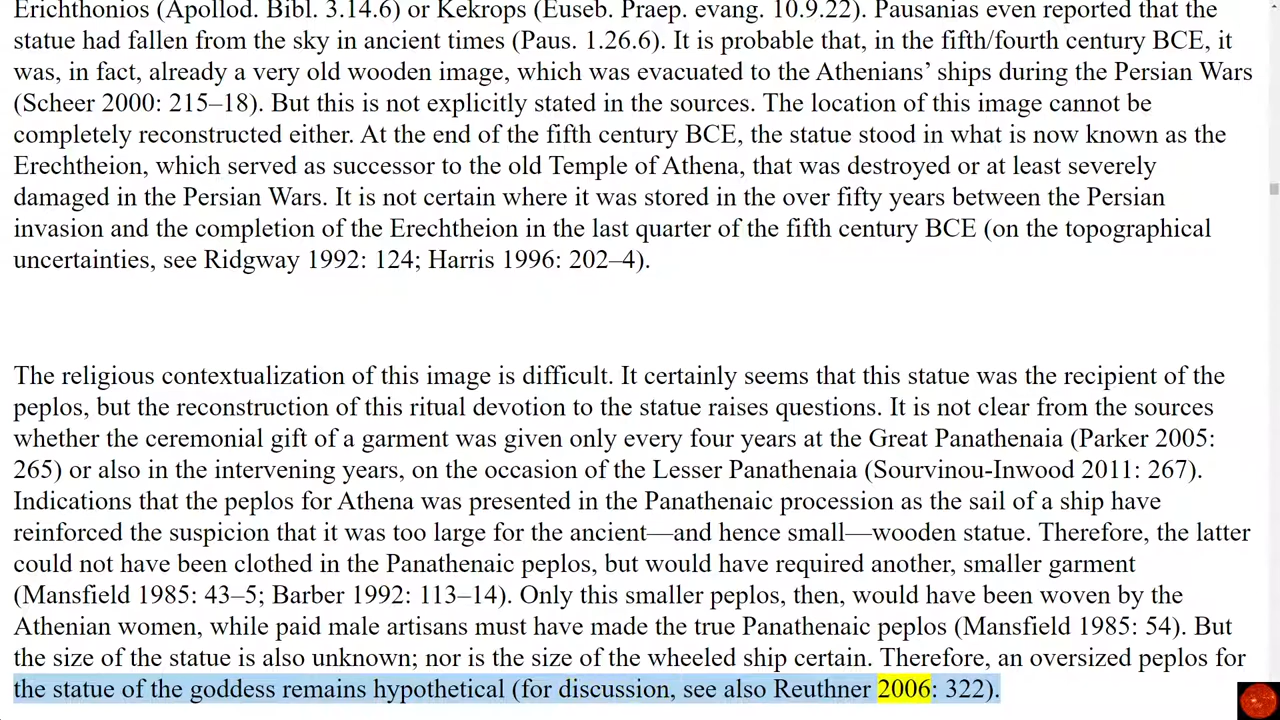 Erichthonios (Apollod. Bibl. 3.14.6) or Kekrops (Euseb. Praep. evang. 10.9.22). Pausanias even reported that the
statue had fallen from the sky in ancient times (Paus. 1.26.6). It is probable that, in the fifth/fourth century BCE, it
was, in fact, already a very old wooden image, which was evacuated to the Athenians’ ships during the Persian Wars
(Scheer 2000: 215–18). But this is not explicitly stated in the sources. The location of this image cannot be
completely reconstructed either. At the end of the fifth century BCE, the statue stood in what is now known as the
Erechtheion, which served as successor to the old Temple of Athena, that was destroyed or at least severely
damaged in the Persian Wars. It is not certain where it was stored in the over fifty years between the Persian
invasion and the completion of the Erechtheion in the last quarter of the fifth century BCE (on the topographical
uncertainties, see Ridgway 1992: 124; Harris 1996: 202–4).
The religious contextualization of this image is difficult. It certainly seems that this statue was the recipient of the
peplos, but the reconstruction of this ritual devotion to the statue raises questions. It is not clear from the sources
whether the ceremonial gift of a garment was given only every four years at the Great Panathenaia (Parker 2005:
265) or also in the intervening years, on the occasion of the Lesser Panathenaia (Sourvinou-Inwood 2011: 267).
Indications that the peplos for Athena was presented in the Panathenaic procession as the sail of a ship have
reinforced the suspicion that it was too large for the ancient—and hence small—wooden statue. Therefore, the latter
could not have been clothed in the Panathenaic peplos, but would have required another, smaller garment
(Mansfield 1985: 43–5; Barber 1992: 113–14). Only this smaller peplos, then, would have been woven by the
Athenian women, while paid male artisans must have made the true Panathenaic peplos (Mansfield 1985: 54). But
the size of the statue is also unknown; nor is the size of the wheeled ship certain. Therefore, an oversized peplos for
the statue of the goddess remains hypothetical (for discussion, see also Reuthner 2006: 322).